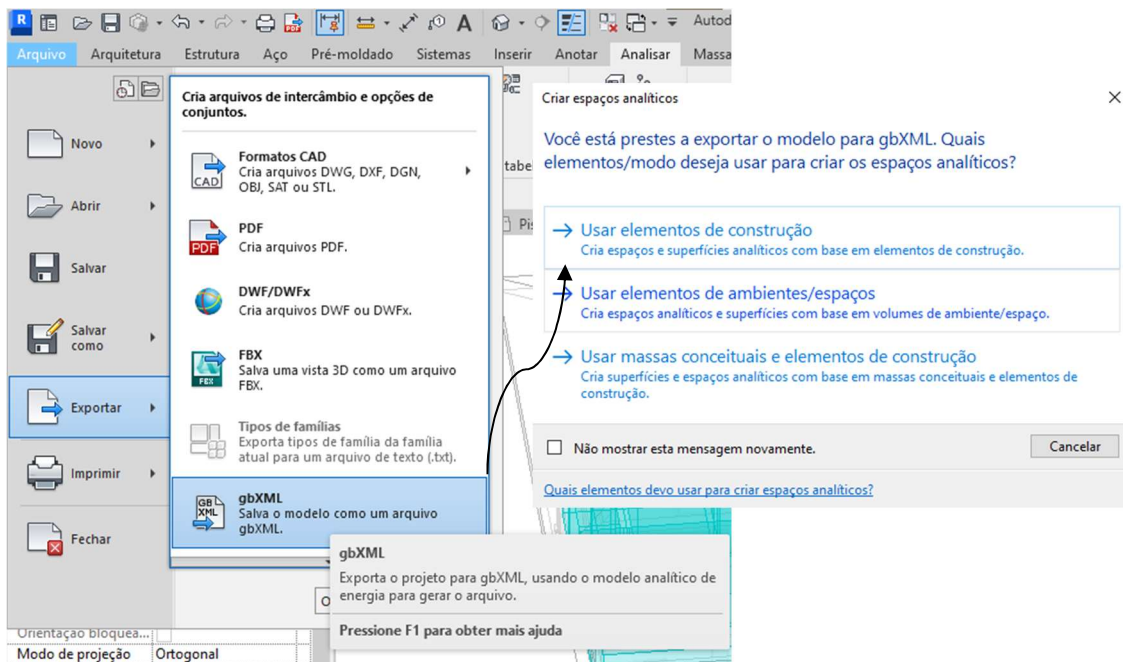 R
A
Autod
Arquivo Arquitetura Estrutura Aço Pré-moldado Sistemas Inserir Anotar Analisar Massa
Novo
Abrir
Salvar
Salvar
como
Exportar
Imprimir
Fechar
Cria arquivos de intercâmbio e opções de
conjuntos.
CAD
Formatos CAD
Cria arquivos DWG, DXF, DGN,
OBJ, SAT ou STL.
PDF
PDF
Cria arquivos PDF.
DWF/DWFx
Cria arquivos DWF ou DWFx.
FBX
FBX
Salva uma vista 3D como um arquivo
FBX.
Tipos de famílias
Exporta tipos de família da família
atual para um arquivo de texto (.txt).
GB
XML
gbXML
Salva o modelo como um arquivo
gbXML.
O
gbXML
Exporta o projeto para gbXML, usando o modelo analítico de
energia para gerar o arquivo.
Pressione F1 para obter mais ajuda
Orientação bloquea...
Modo de projeção Ortogonal
tabe
Pis
Criar espaços analíticos
Você está prestes a exportar o modelo para gbXML. Quais
elementos/modo deseja usar para criar os espaços analíticos?
Usar elementos de construção
Cria espaços e superfícies analíticos com base em elementos de construção.
Usar elementos de ambientes/espaços
Cria espaços analíticos e superfícies com base em volumes de ambiente/espaço.
Usar massas conceituais e elementos de construção
Cria superfícies e espaços analíticos com base em massas conceituais e elementos de
construção.
Não mostrar esta mensagem novamente.
Cancelar
Quais elementos devo usar para criar espaços analíticos?